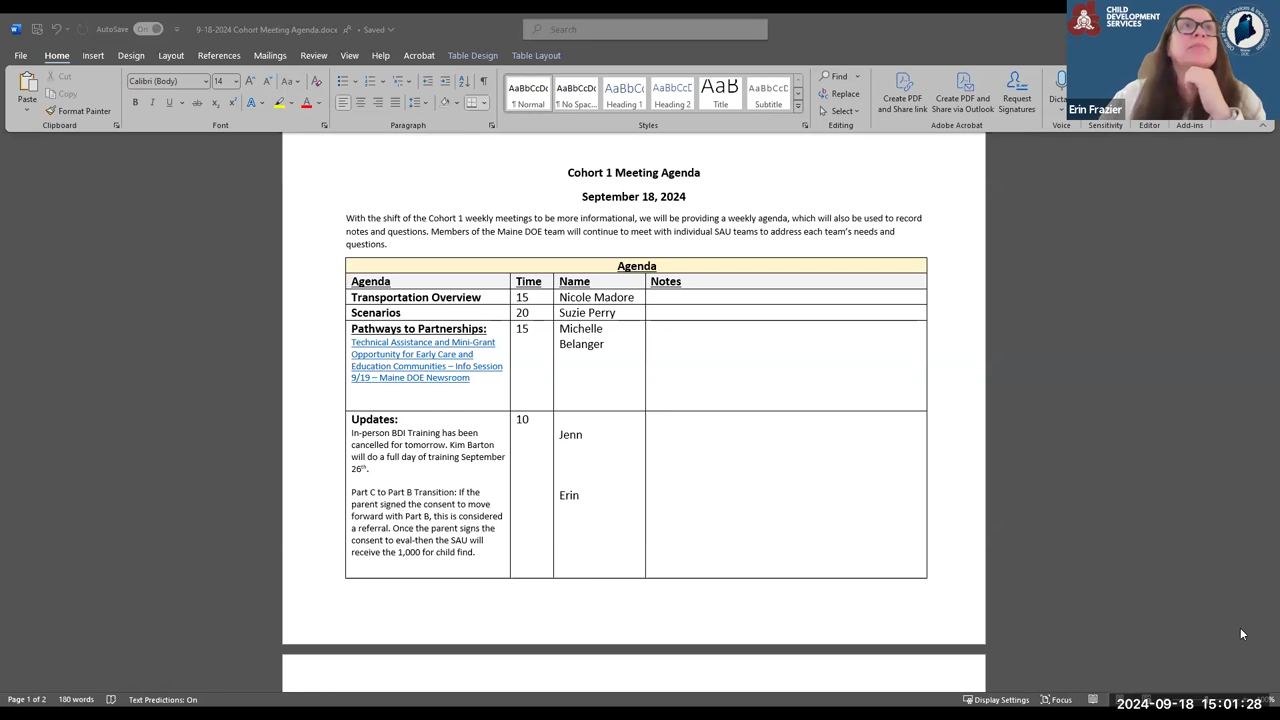 AutoSave On 9-18-2024 Cohort Meeting Agenda.docx Saved Search
File Home Insert Design Layout References Mailings Review View Help Acrobat Table Design Table Layout
Paste Cut Copy Format Painter
Calibri (Body) 14
AaBbCcDc AaBbCcDc AaBbCc AaBbCcC AaB AaBbCcD
¶ Normal ¶ No Spac... Heading 1 Heading 2 Title Subtitle
Find Replace Select
Create PDF and Share link Create PDF and Share via Outlook Request Signatures
Clipboard Font Paragraph Styles Editing Adobe Acrobat Voice Sensitivity Editor Add-ins
CHILD
DEVELOPMENT
SERVICES
Erin Frazier
Cohort 1 Meeting Agenda
September 18, 2024
With the shift of the Cohort 1 weekly meetings to be more informational, we will be providing a weekly agenda, which will also be used to record
notes and questions. Members of the Maine DOE team will continue to meet with individual SAU teams to address each team's needs and
questions.
Agenda
Agenda Time Name Notes
Transportation Overview 15 Nicole Madore
Scenarios 20 Suzie Perry
Pathways to Partnerships: 15 Michelle
Belanger
Technical Assistance and Mini-Grant
Opportunity for Early Care and
Education Communities – Info Session
9/19 – Maine DOE Newsroom
Updates: 10
In-person BDI Training has been
cancelled for tomorrow. Kim Barton
will do a full day of training September
26th.
Jenn
Part C to Part B Transition: If the
parent signed the consent to move
forward with Part B, this is considered
a referral. Once the parent signs the
consent to eval-then the SAU will
receive the 1,000 for child find.
Erin
Page 1 of 2 180 words Text Predictions: On Display Settings Focus
2024-09-18 15:01:28